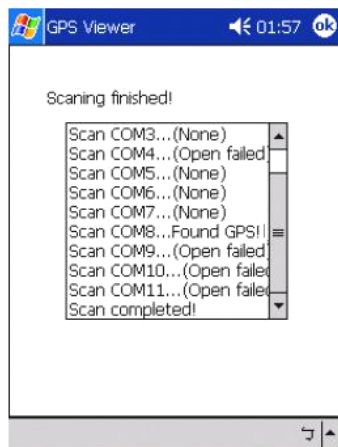 GPS Viewer 01:57 ok
Scaning finished!
Scan COM3...(None)
Scan COM4...(Open failed)
Scan COM5...(None)
Scan COM6...(None)
Scan COM7...(None)
Scan COM8...Found GPS!
Scan COM9...(Open failed
Scan COM10...(Open failed
Scan COM11...(Open failed
Scan completed!